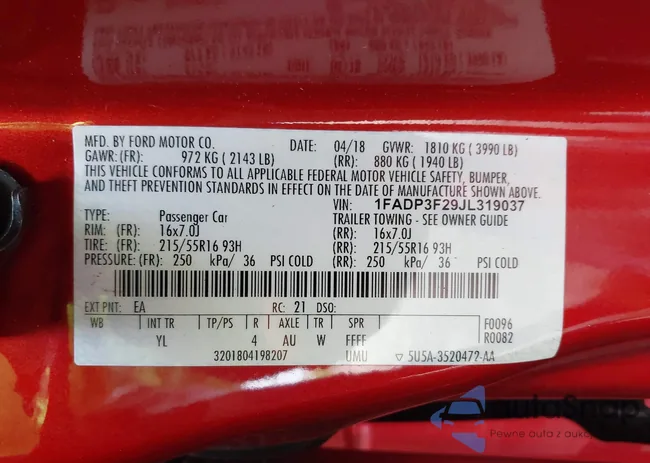 MFD. BY FORD MOTOR CO. DATE: 04/18 GVWR: 1810 KG ( 3990 LB)
GAWR: (FR): 972 KG ( 2143 LB) (RR): 880 KG ( 1940 LB)
THIS VEHICLE CONFORMS TO ALL APPLICABLE FEDERAL MOTOR VEHICLE SAFETY, BUMPER,
AND THEFT PREVENTION STANDARDS IN EFFECT ON THE DATE OF MANUFACTURE SHOWN ABOVE.
VIN: 1FADP3F29JL319037
TYPE: Passenger Car TRAILER TOWING - SEE OWNER GUIDE
RIM: (FR) 16x7.0J (RR): 16x7.0J
TIRE: (FR) 215/55R16 93H (RR): 215/55R16 93H
PRESSURE: (FR) 250 kPa/ 36 PSI COLD (RR): 250 kPa/ 36 PSI COLD
EXT PNT: EA RC: 21 DSO:
WB INT TR TP/PS R AXLE TR SPR F0096
YL 4 AU W FFFF R0082
3201804198207 UMU ▽ 5U5A-3520472-AA
autaSnap
Pewne auta z aukcji